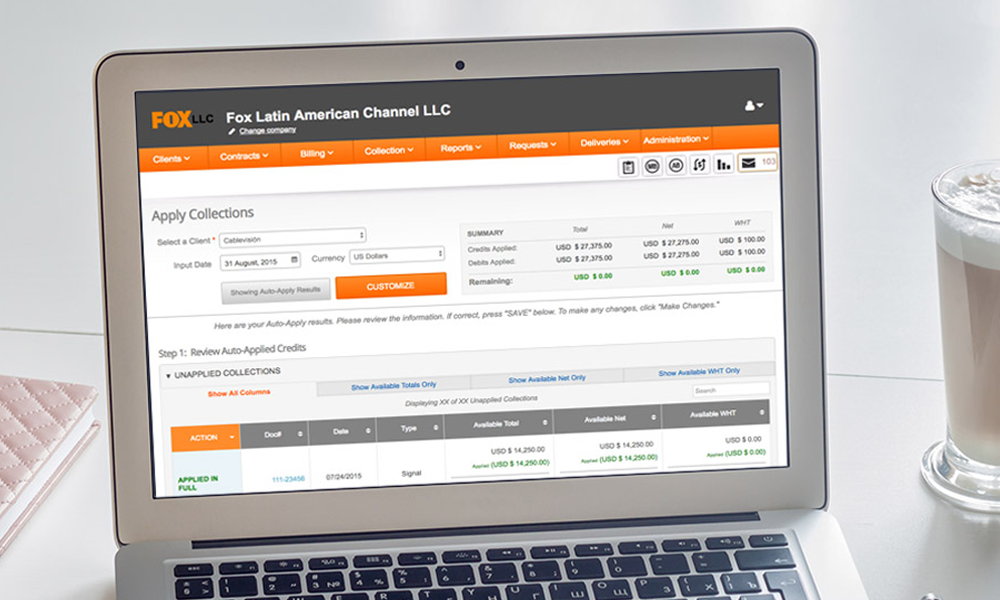 FOX LLC Fox Latin American Channel LLC
Change company
Clients Contracts Billing Collection Reports Requests Deliveries Administration
103
Apply Collections
Select a Client * Cablevisión
Input Date 31 August, 2015 Currency US Dollars
Showing Auto-Apply Results CUSTOMIZE
SUMMARY Total Net WHT
Credits Applied: USD $ 27,375.00 USD $ 27,275.00 USD $ 100.00
Debits Applied: USD $ 27,375.00 USD $ 27,275.00 USD $ 100.00
Remaining: USD $ 0.00 USD $ 0.00 USD $ 0.00
Here are your Auto-Apply results. Please review the information. If correct, press "SAVE" below. To make any changes, click "Make Changes."
Step 1: Review Auto-Applied Credits
UNAPPLIED COLLECTIONS
Show All Columns Show Available Totals Only Show Available Net Only Show Available WHT Only
Displaying XX of XX Unapplied Collections
Search
ACTION Doc# Date Type Available Total Available Net Available WHT
APPLIED IN FULL 111-23456 07/24/2015 Signal USD $ 14,250.00 USD $ 14,250.00 USD $ 0.00
Applied (USD $ 14,250.00) Applied (USD $ 14,250.00) Applied (USD $ 0.00)